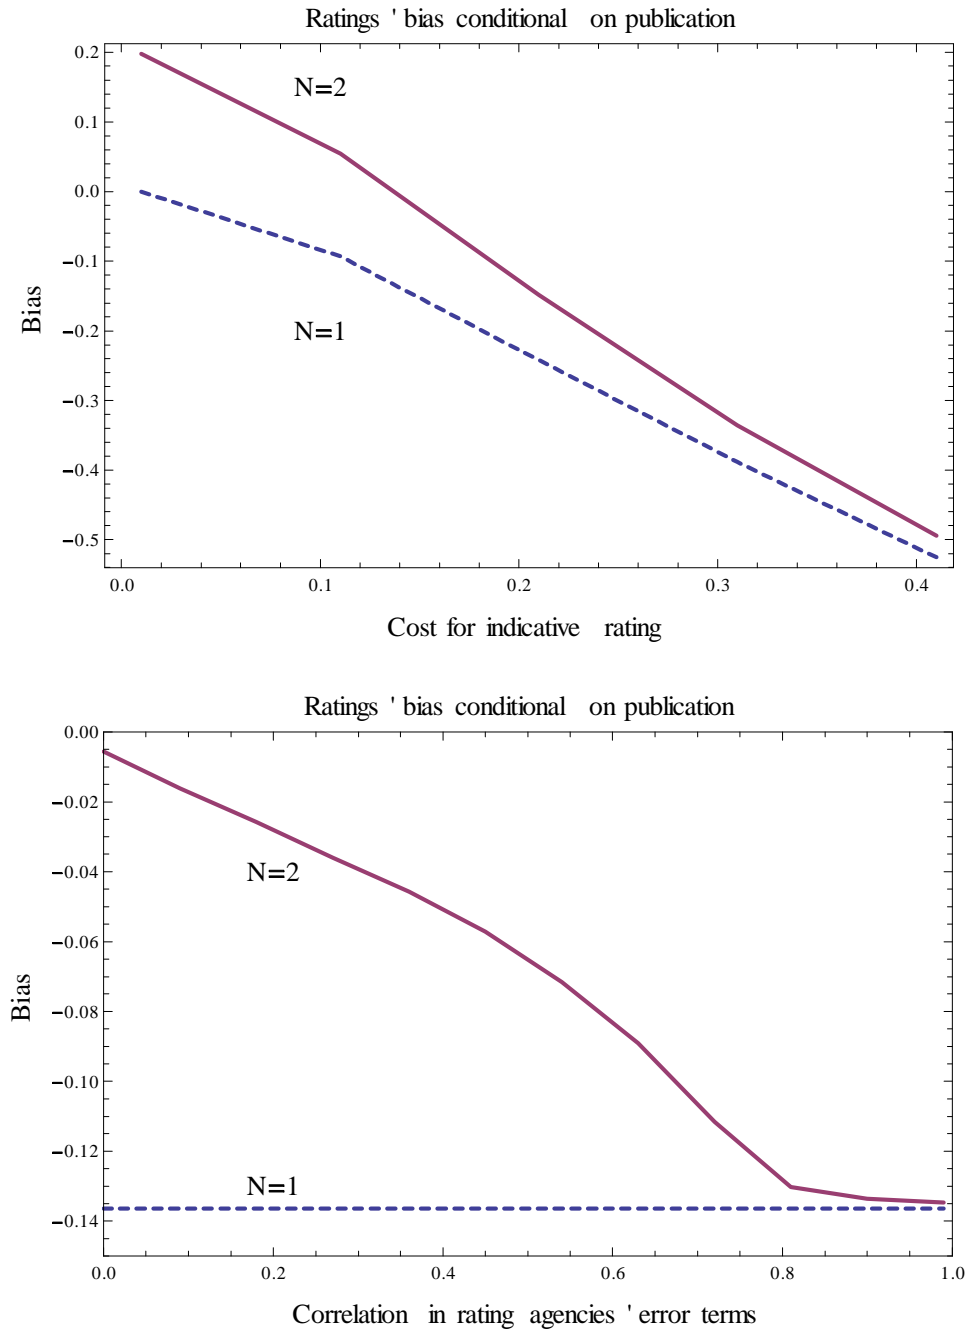 Ratings ' bias conditional on publication
0.2
N=2
0.1
0.0
−0.1
N=1
−0.2
−0.3
−0.4
−0.5
Bias
0.0 0.1 0.2 0.3 0.4
Cost for indicative rating
Ratings ' bias conditional on publication
0.00
−0.02
N=2
−0.04
−0.06
−0.08
−0.10
−0.12
N=1
−0.14
Bias
0.0 0.2 0.4 0.6 0.8 1.0
Correlation in rating agencies ' error terms